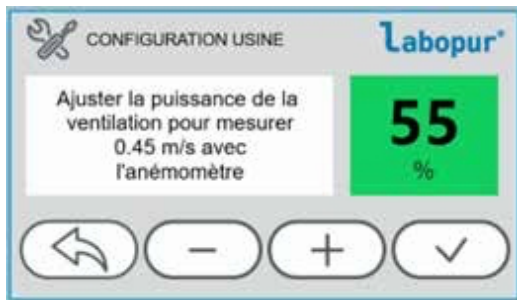 CONFIGURATION USINE
Labopur
Ajuster la puissance de la
ventilation pour mesurer
0.45 m/s avec
l'anémomètre
55
%